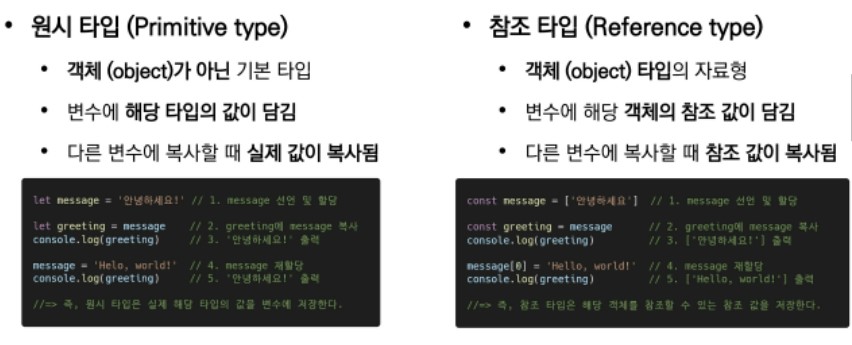 • 원시 타입 (Primitive type)
• 객체 (object)가 아닌 기본 타입
• 변수에 해당 타입의 값이 담김
• 다른 변수에 복사할 때 실제 값이 복사됨
let message = '안녕하세요!' // 1. message 선언 및 할당
let greeting = message // 2. greeting에 message 복사
console.log(greeting) // 3. '안녕하세요!' 출력
message = 'Helo, world!' // 4. message 재할당
console.log(greeting) // 5. '안녕하세요!' 출력
//=> 즉, 원시 타입은 실제 해당 타입의 값을 변수에 저장한다.
• 참조 타입 (Reference type)
• 객체 (object) 타입의 자료형
• 변수에 해당 객체의 참조 값이 담김
• 다른 변수에 복사할 때 참조 값이 복사됨
const message = ['안녕하세요'] // 1. message 선언 및 할당
const greeting = message // 2. greeting에 message 복사
console.log(greeting) // 3. ['안녕하세요!'] 출력
message[0] = 'Hello, world!' // 4. message 재할당
console.log(greeting) // 5. ['Hello, world!'] 출력
//=> 즉, 참조 타입은 해당 객체를 참조할 수 있는 참조 값을 저장한다.